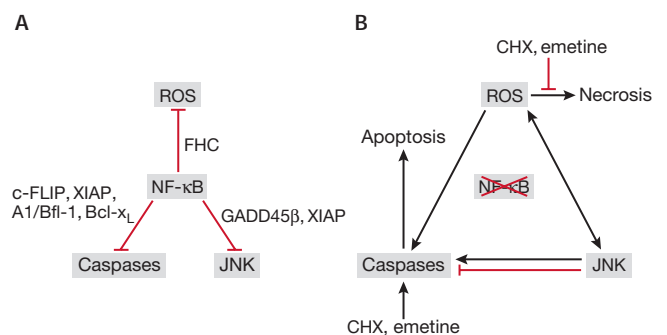 A
ROS
FHC
NF-κB
c-FLIP, XIAP,
A1/Bfl-1, Bcl-xL
GADD45β, XIAP
Caspases
JNK
B
CHX, emetine
ROS
Necrosis
Apoptosis
NF-κB
Caspases
JNK
CHX, emetine